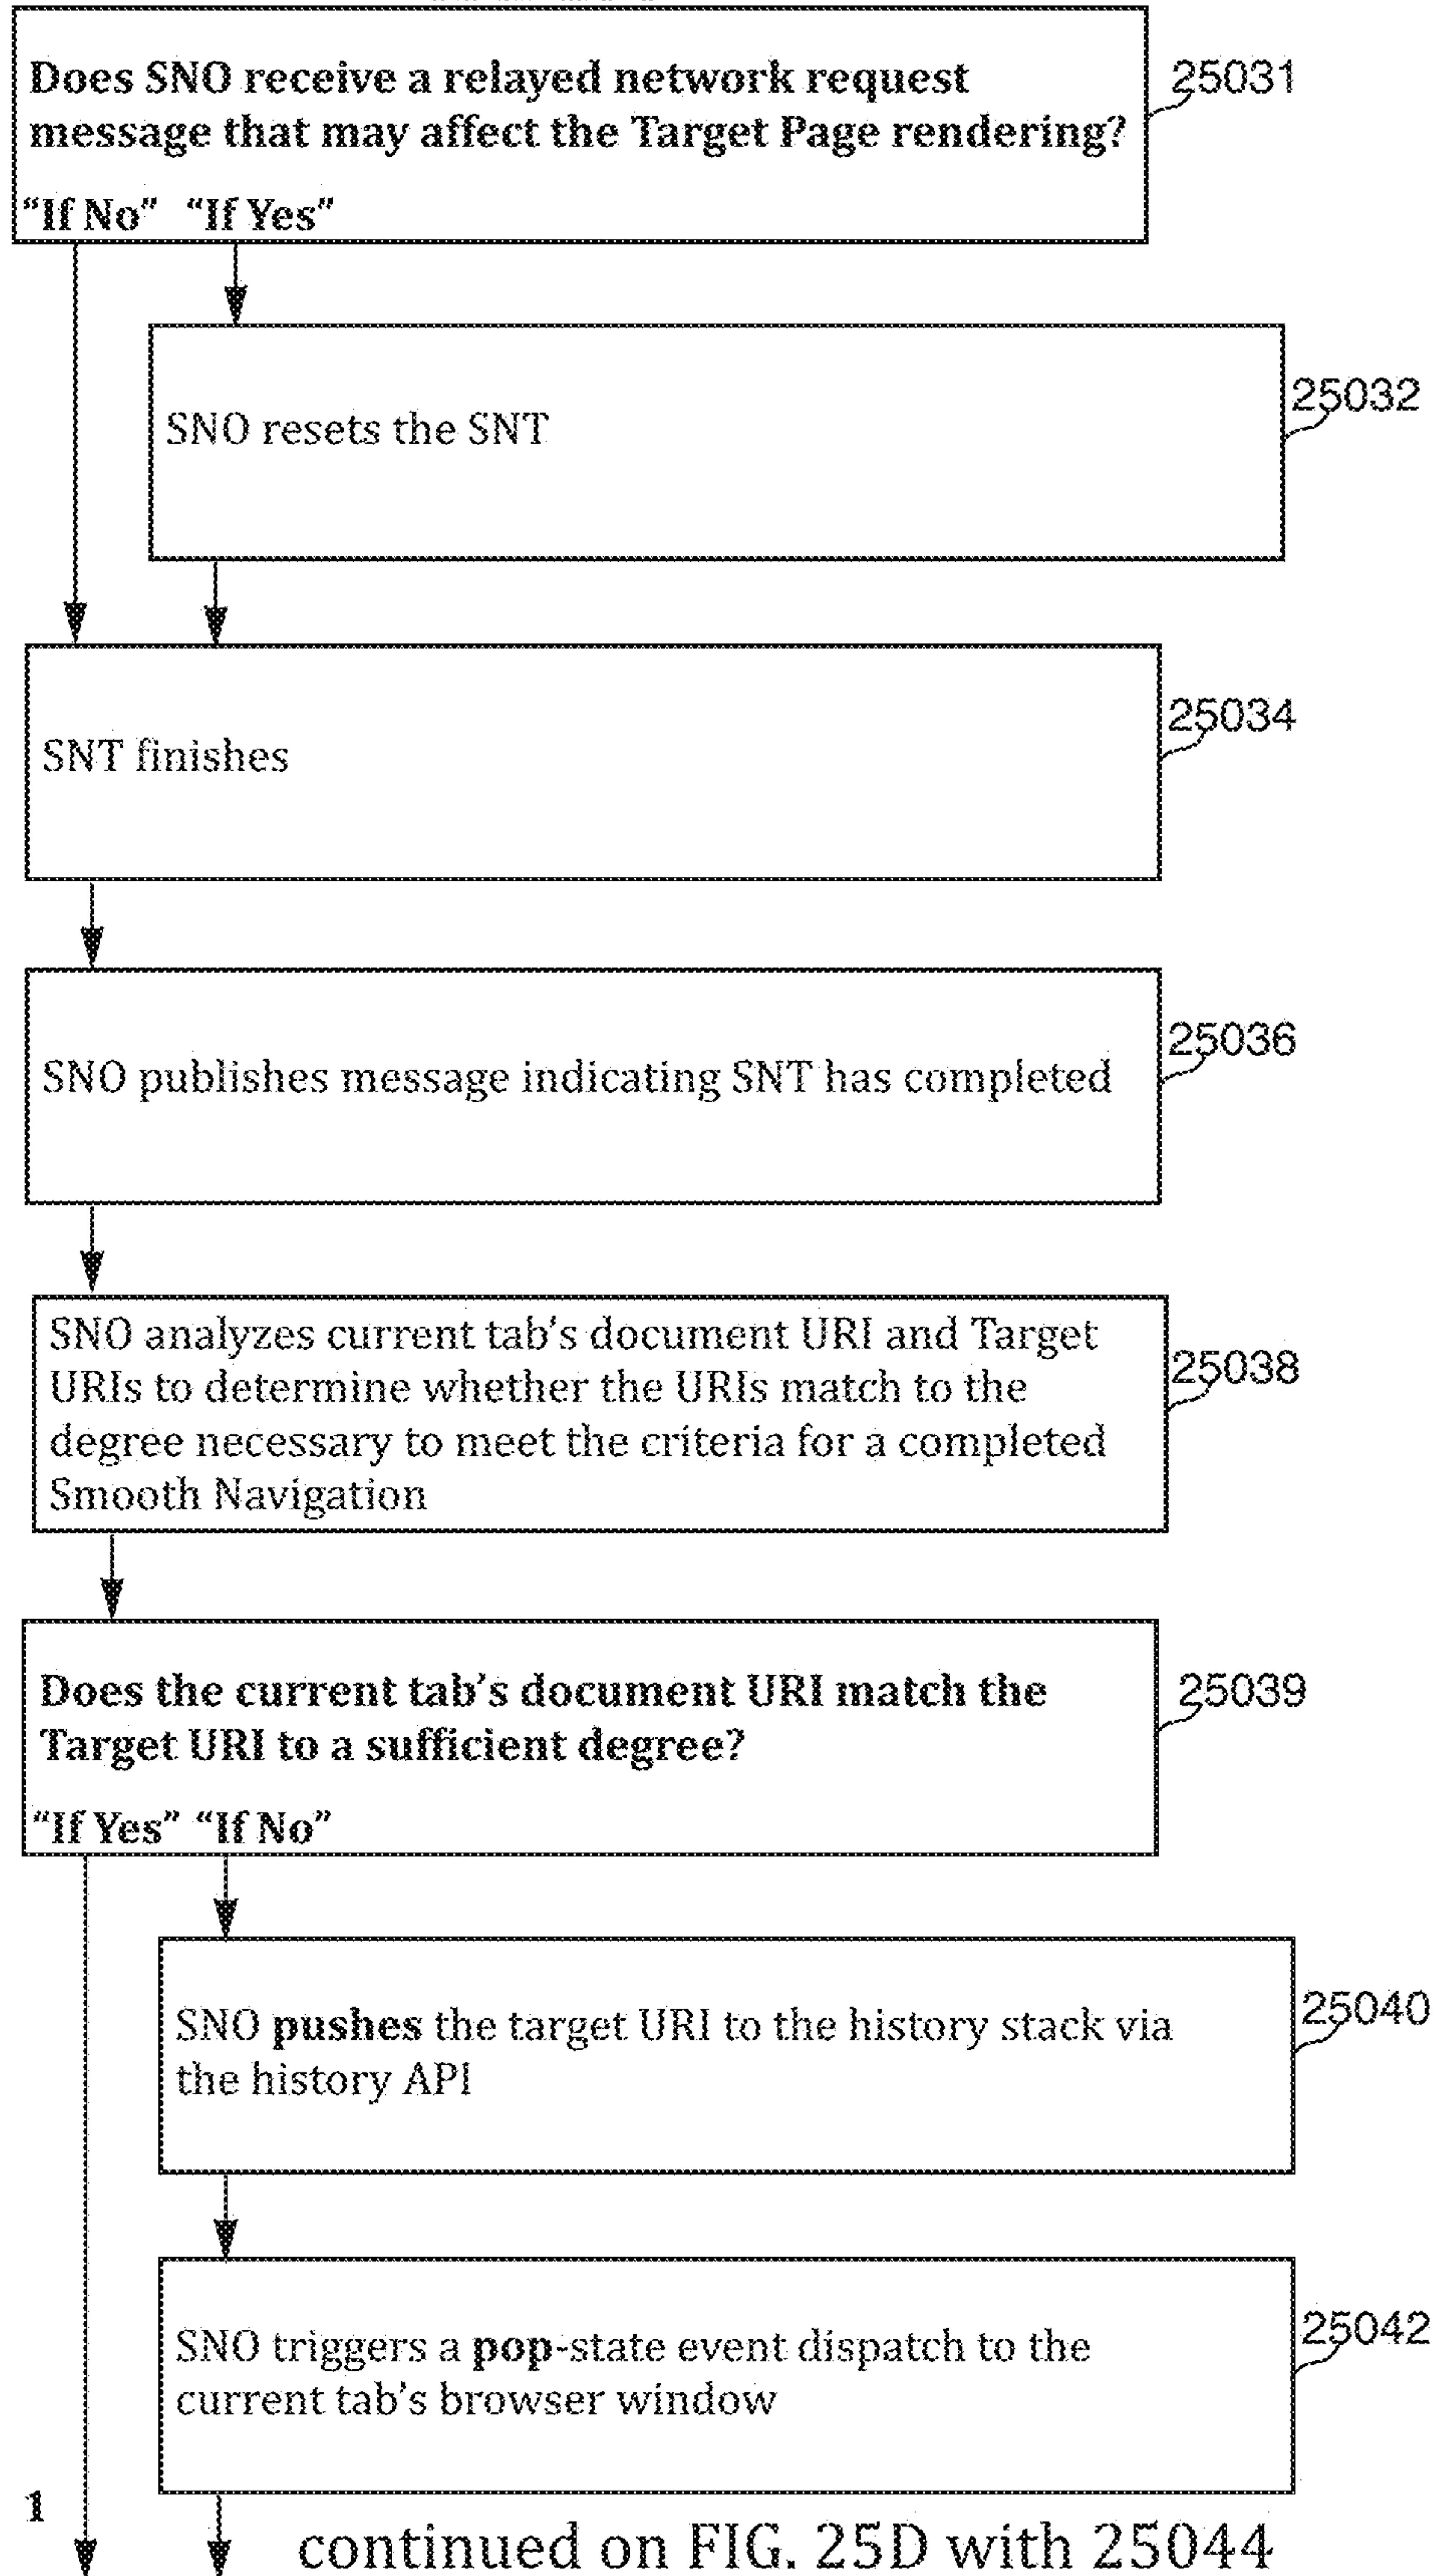 Does SNO receive a relayed network request
message that may affect the Target Page rendering?
“If No” “If Yes”
25031
SNO resets the SNT
25032
SNT finishes
25034
SNO publishes message indicating SNT has completed
25036
SNO analyzes current tab’s document URI and Target
URIs to determine whether the URIs match to the
degree necessary to meet the criteria for a completed
Smooth Navigation
25038
Does the current tab’s document URI match the
Target URI to a sufficient degree?
“If Yes” “If No”
25039
SNO pushes the target URI to the history stack via
the history API
25040
SNO triggers a pop-state event dispatch to the
current tab’s browser window
25042
1
continued on FIG. 25D with 25044